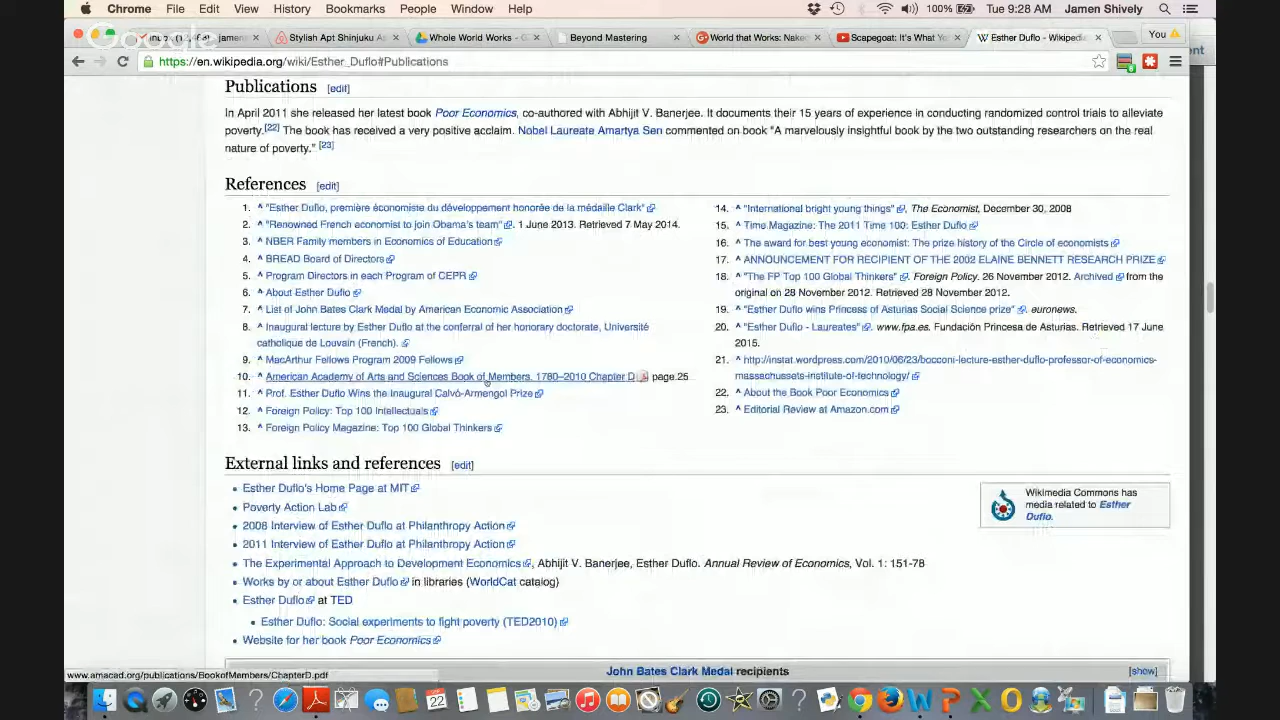 Chrome File Edit View History Bookmarks People Window Help 100% Tue 9:28 AM Jamen Shively
Google
Stylish Apt Shinjuku Whole World Works - Beyond Mastering World that Works: Nake Scapegoat: It's What Yo Esther Duflo - Wikipedia You
https://en.wikipedia.org/wiki/Esther_Duflo#Publications
Publications [edit]
In April 2011 she released her latest book Poor Economics, co-authored with Abhijit V. Banerjee. It documents their 15 years of experience in conducting randomized control trials to alleviate
poverty.[22] The book has received a very positive acclaim. Nobel Laureate Amartya Sen commented on book "A marvelously insightful book by the two outstanding researchers on the real
nature of poverty." [23]
References [edit]
1. ^ "Esther Duflo, première économiste du développement honorée de la médaille Clark"
2. ^ "Renowned French economist to join Obama's team". 1 June 2013. Retrieved 7 May 2014.
3. ^ NBER Family members in Economics of Education
4. ^ BREAD Board of Directors
5. ^ Program Directors in each Program of CEPR
6. ^ About Esther Duflo
7. ^ List of John Bates Clark Medal by American Economic Association
8. ^ Inaugural lecture by Esther Duflo at the conferral of her honorary doctorate, Université
catholique de Louvain (French).
9. ^ MacArthur Fellows Program 2009 Fellows
10. ^ American Academy of Arts and Sciences Book of Members, 1780–2010 Chapter D page.25
11. ^ Prof. Esther Duflo Wins the Inaugural Calvó-Armengol Prize
12. ^ Foreign Policy: Top 100 Intellectuals
13. ^ Foreign Policy Magazine: Top 100 Global Thinkers
14. ^ "International bright young things", The Economist, December 30, 2008
15. ^ Time Magazine: The 2011 Time 100: Esther Duflo
16. ^ The award for best young economist: The prize history of the Circle of economists
17. ^ ANNOUNCEMENT FOR RECIPIENT OF THE 2002 ELAINE BENNETT RESEARCH PRIZE
18. ^ "The FP Top 100 Global Thinkers". Foreign Policy. 26 November 2012. Archived from the
original on 28 November 2012. Retrieved 28 November 2012.
19. ^ "Esther Duflo wins Princess of Asturias Social Science prize". euronews.
20. ^ "Esther Duflo - Laureates". www.fpa.es. Fundación Princesa de Asturias. Retrieved 17 June
2015.
21. ^ http://instat.wordpress.com/2010/06/23/bocconi-lecture-esther-duflo-professor-of-economics-
massachussets-institute-of-technology/
22. ^ About the Book Poor Economics
23. ^ Editorial Review at Amazon.com
External links and references [edit]
Esther Duflo's Home Page at MIT
Poverty Action Lab
2008 Interview of Esther Duflo at Philanthropy Action
2011 Interview of Esther Duflo at Philanthropy Action
The Experimental Approach to Development Economics, Abhijit V. Banerjee, Esther Duflo. Annual Review of Economics, Vol. 1: 151-78
Works by or about Esther Duflo in libraries (WorldCat catalog)
Esther Duflo at TED
Esther Duflo: Social experiments to fight poverty (TED2010)
Website for her book Poor Economics
Wikimedia Commons has
media related to Esther
Duflo.
John Bates Clark Medal recipients [show]
www.amacad.org/publications/BookofMembers/ChapterD.pdf